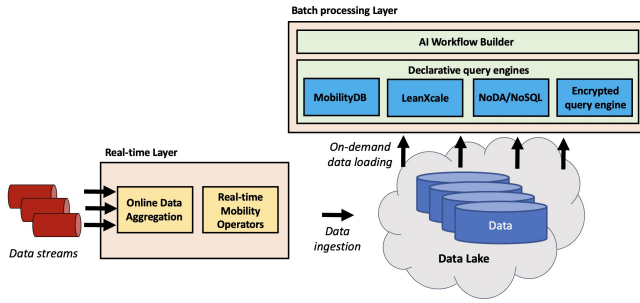 Batch processing Layer
AI Workflow Builder
Declarative query engines
MobilityDB
LeanXcale
NoDA/NoSQL
Encrypted
query engine
On-demand
data loading
Real-time Layer
Online Data
Aggregation
Real-time
Mobility
Operators
Data streams
Data
ingestion
Data
Data Lake